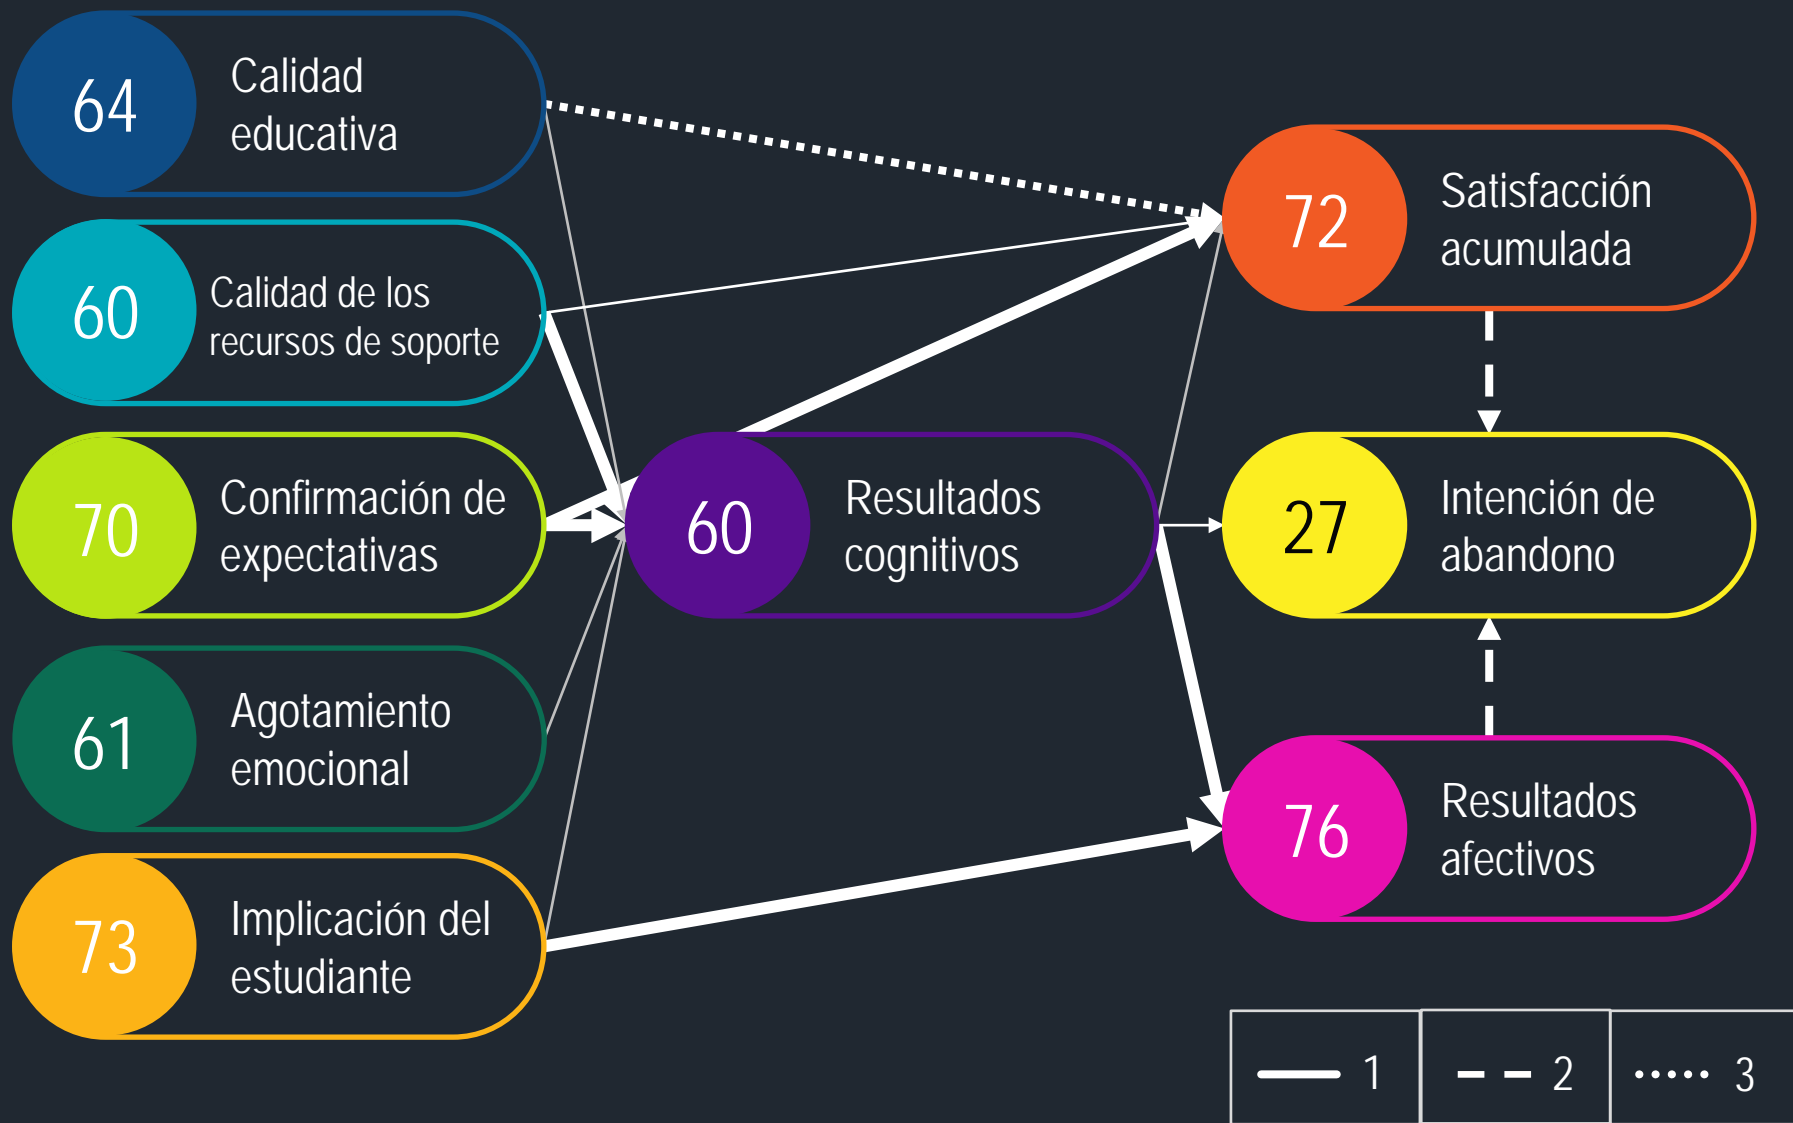 64
Calidad
educativa
60
Calidad de los
recursos de soporte
70
Confirmación de
expectativas
61
Agotamiento
emocional
73
Implicación del
estudiante
60
Resultados
cognitivos
72
Satisfacción
acumulada
27
Intención de
abandono
76
Resultados
afectivos
1
2
3